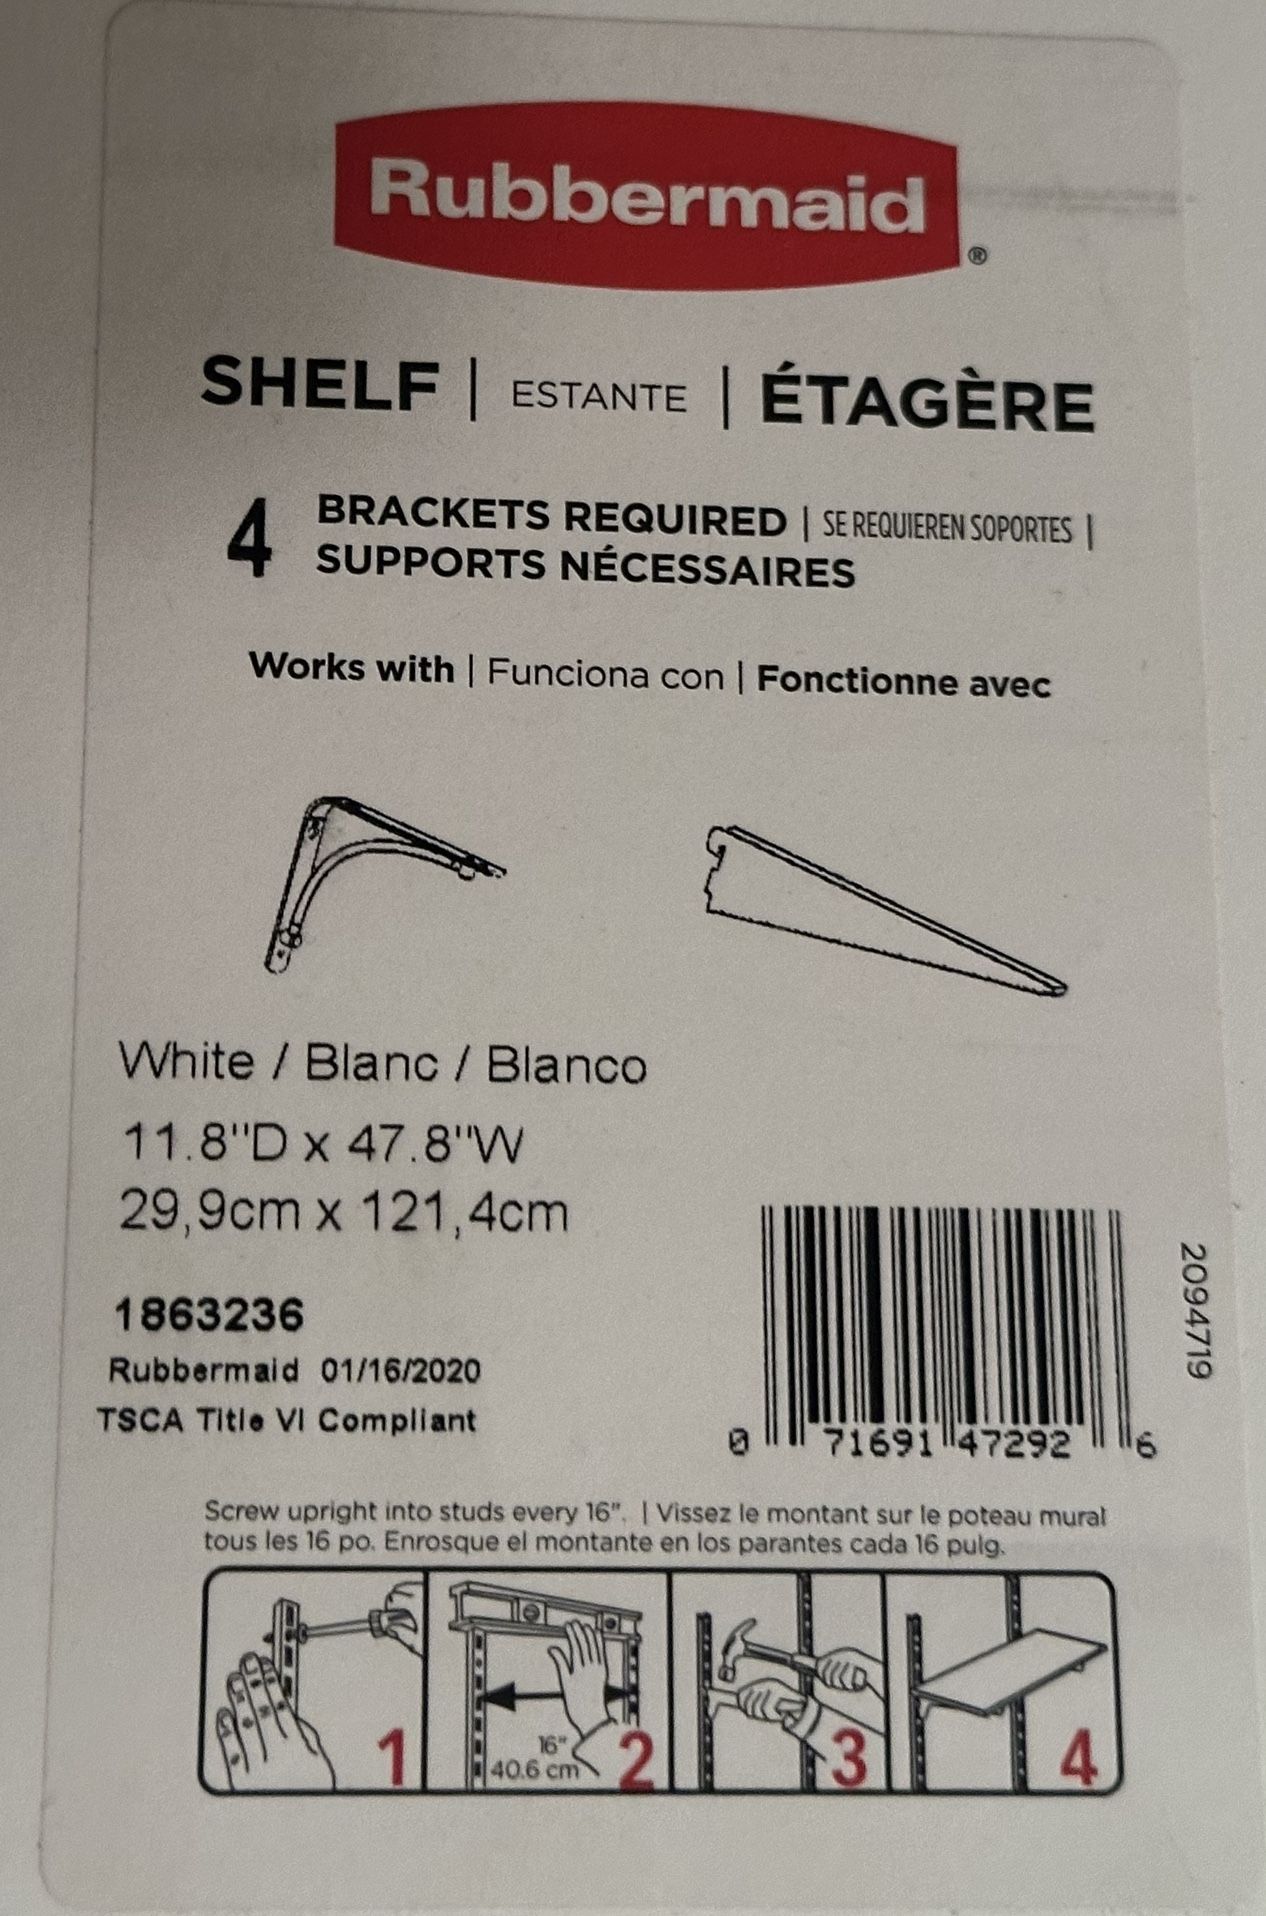 Rubbermaid®
SHELF | ESTANTE | ÉTAGÈRE
4 BRACKETS REQUIRED | SE REQUIEREN SOPORTES |
SUPPORTS NÉCESSAIRES
Works with | Funciona con | Fonctionne avec
White / Blanc / Blanco
11.8"D x 47.8"W
29,9cm x 121,4cm
1863236
Rubbermaid 01/16/2020
TSCA Title VI Compliant
0 71691 47292 6
2094719
Screw upright into studs every 16". | Vissez le montant sur le poteau mural
tous les 16 po. Enrosque el montante en los parantes cada 16 pulg.
1
16"
40.6 cm
2
3
4